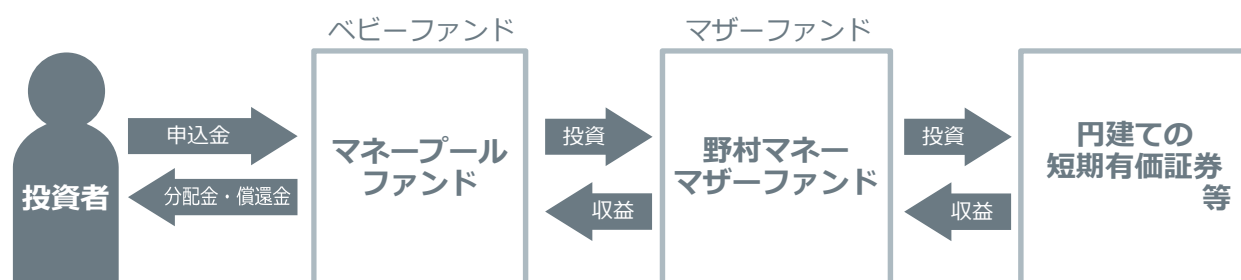 ベビーファンド
マザーファンド
投資者
申込金
分配金・償還金
マネープール
ファンド
投資
収益
野村マネー
マザーファンド
投資
収益
円建ての
短期有価証券
等